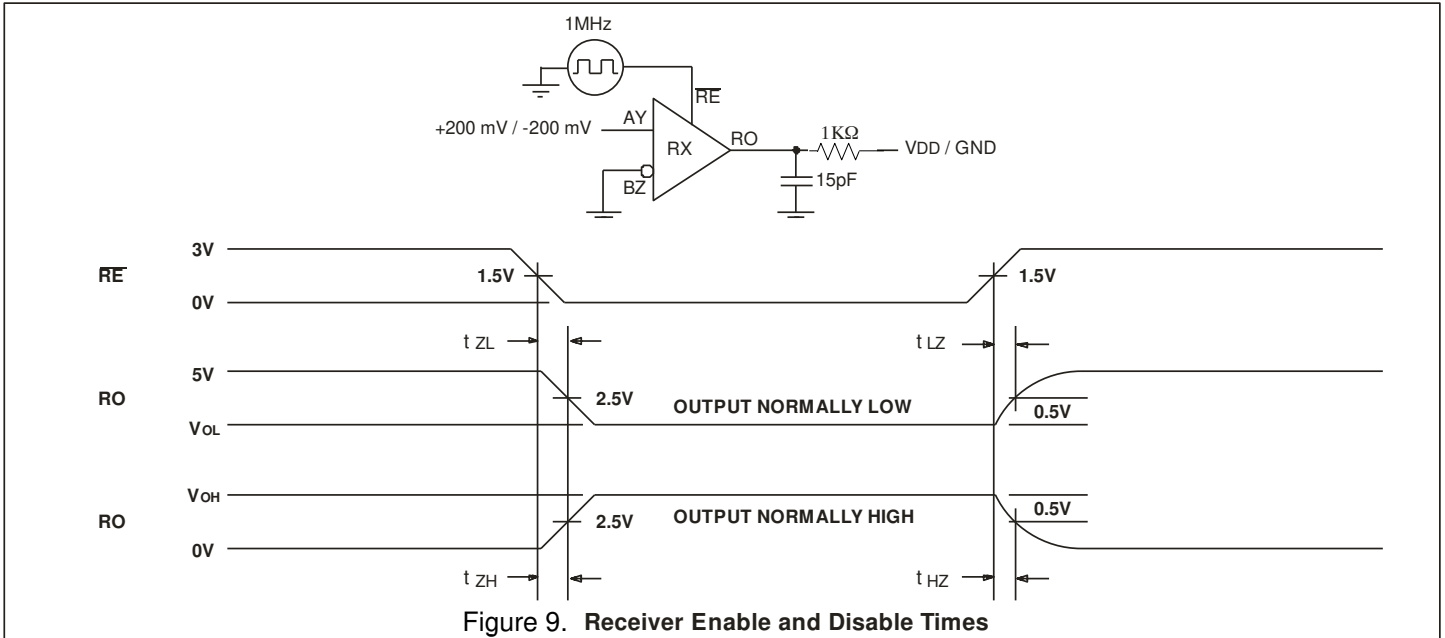 1MHz
RE
+200 mV / -200 mV
AY
BZ
RX
RO
1KΩ
VDD / GND
15pF
3V
RE
1.5V
1.5V
0V
t ZL
t LZ
5V
RO
2.5V
OUTPUT NORMALLY LOW
0.5V
VOL
VOH
RO
2.5V
OUTPUT NORMALLY HIGH
0.5V
0V
t ZH
t HZ
Figure 9. Receiver Enable and Disable Times